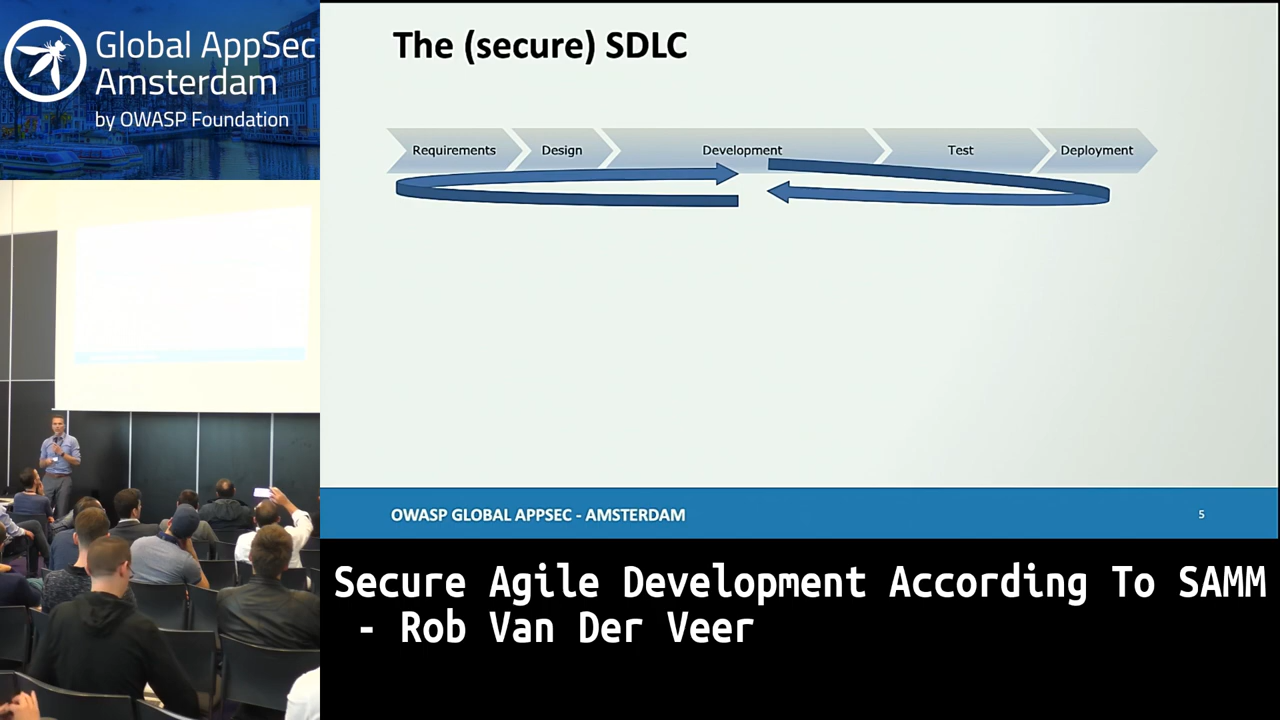 Global AppSec
Amsterdam
by OWASP Foundation
The (secure) SDLC
Requirements
Design
Development
Test
Deployment
OWASP GLOBAL APPSEC - AMSTERDAM
5
Secure Agile Development According To SAMM
- Rob Van Der Veer